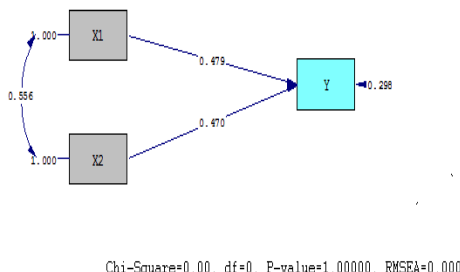 1.000 X1
0.479
Y 0.298
0.556
0.470
1.000 X2
Chi-Square=0.00, df=0, P-value=1.00000, RMSEA=0.000